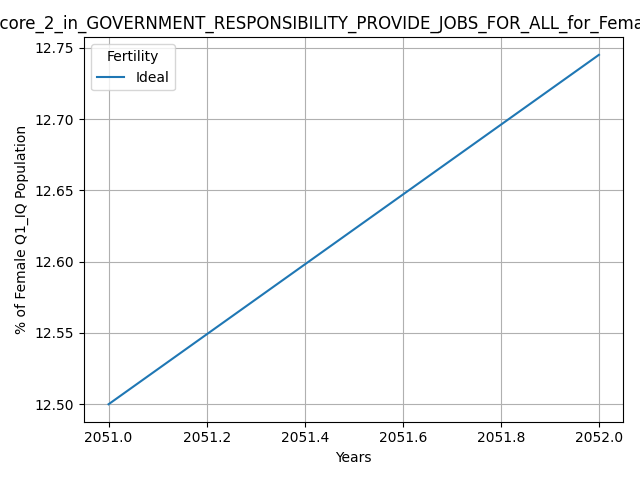 core_2_in_GOVERNMENT_RESPONSIBILITY_PROVIDE_JOBS_FOR_ALL_for_Fema
Fertility
Ideal
% of Female Q1_IQ Population
12.75
12.70
12.65
12.60
12.55
12.50
2051.0 2051.2 2051.4 2051.6 2051.8 2052.0
Years